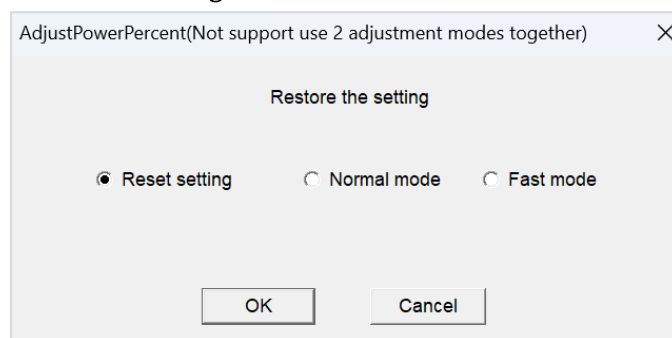 AdjustPowerPercent(Not support use 2 adjustment modes together)
Restore the setting
Reset setting Normal mode Fast mode
OK Cancel